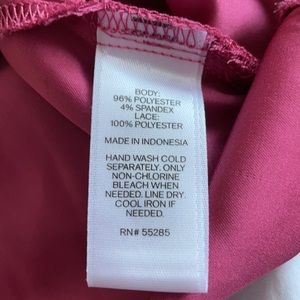 BODY:
96% POLYESTER
4% SPANDEX
LACE:
100% POLYESTER
MADE IN INDONESIA
HAND WASH COLD
SEPARATELY. ONLY
NON-CHLORINE
BLEACH WHEN
NEEDED. LINE DRY.
COOL IRON IF
NEEDED.
RN# 55285